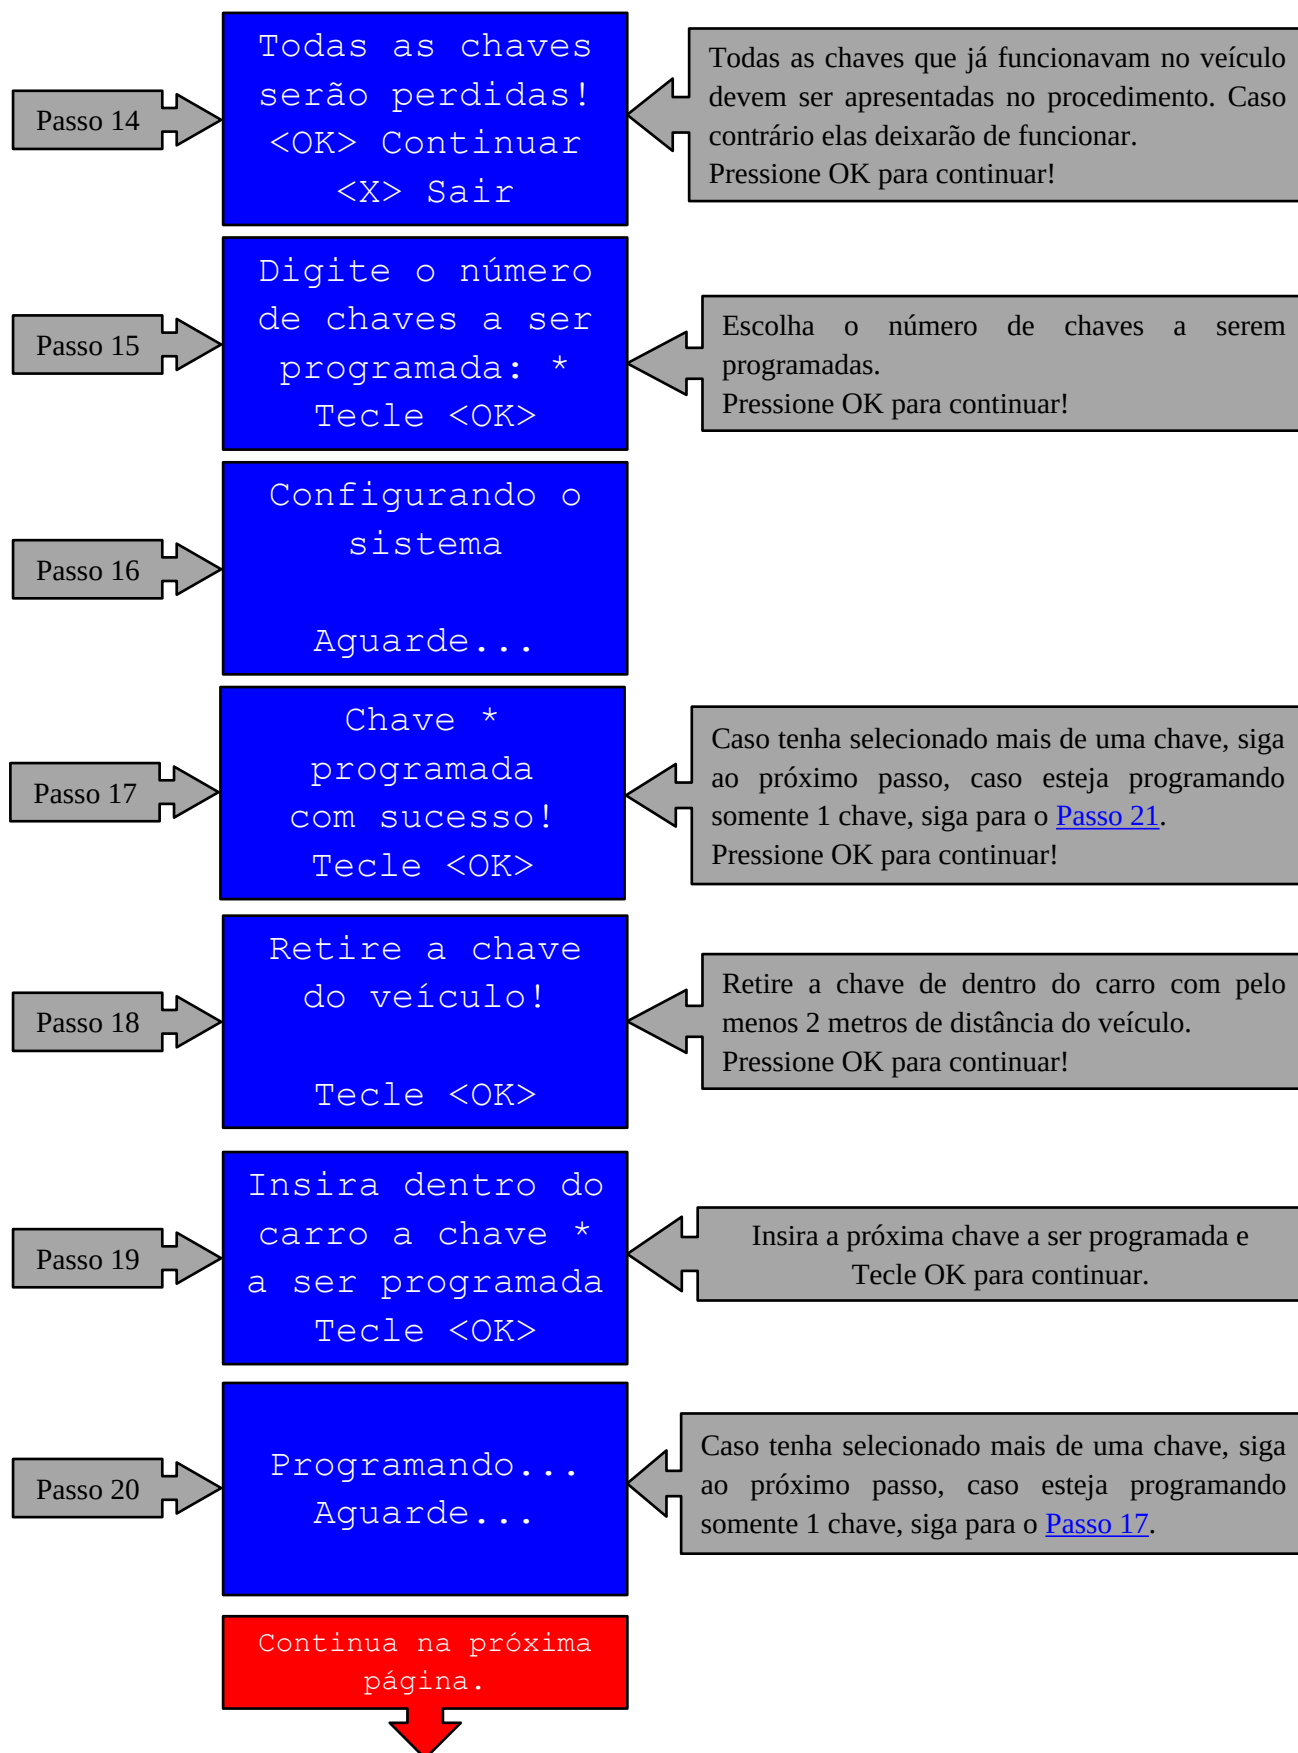 Passo 14
Todas as chaves
serão perdidas!
<OK> Continuar
<X> Sair
Todas as chaves que já funcionavam no veículo
devem ser apresentadas no procedimento. Caso
contrário elas deixarão de funcionar.
Pressione OK para continuar!
Passo 15
Digite o número
de chaves a ser
programada: *
Tecle <OK>
Escolha o número de chaves a serem
programadas.
Pressione OK para continuar!
Passo 16
Configurando o
sistema
Aguarde...
Passo 17
Chave *
programada
com sucesso!
Tecle <OK>
Caso tenha selecionado mais de uma chave, siga
ao próximo passo, caso esteja programando
somente 1 chave, siga para o Passo 21.
Pressione OK para continuar!
Passo 18
Retire a chave
do veículo!
Tecle <OK>
Retire a chave de dentro do carro com pelo
menos 2 metros de distância do veículo.
Pressione OK para continuar!
Passo 19
Insira dentro do
carro a chave *
a ser programada
Tecle <OK>
Insira a próxima chave a ser programada e
Tecle OK para continuar.
Passo 20
Programando...
Aguarde...
Caso tenha selecionado mais de uma chave, siga
ao próximo passo, caso esteja programando
somente 1 chave, siga para o Passo 17.
Continua na próxima
página.